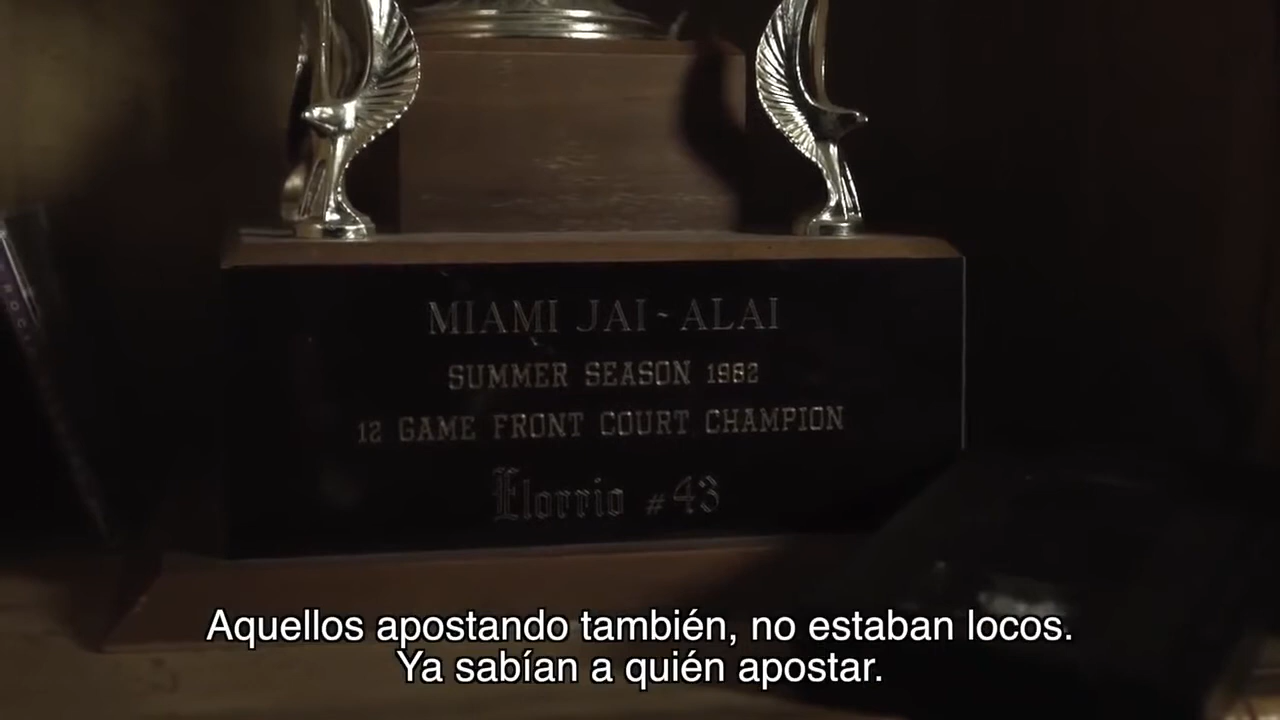 MIAMI JAI-ALAI
SUMMER SEASON 1982
12 GAME FRONT COURT CHAMPION
Elorrio #43
Aquellos apostando también, no estaban locos.
Ya sabían a quién apostar.